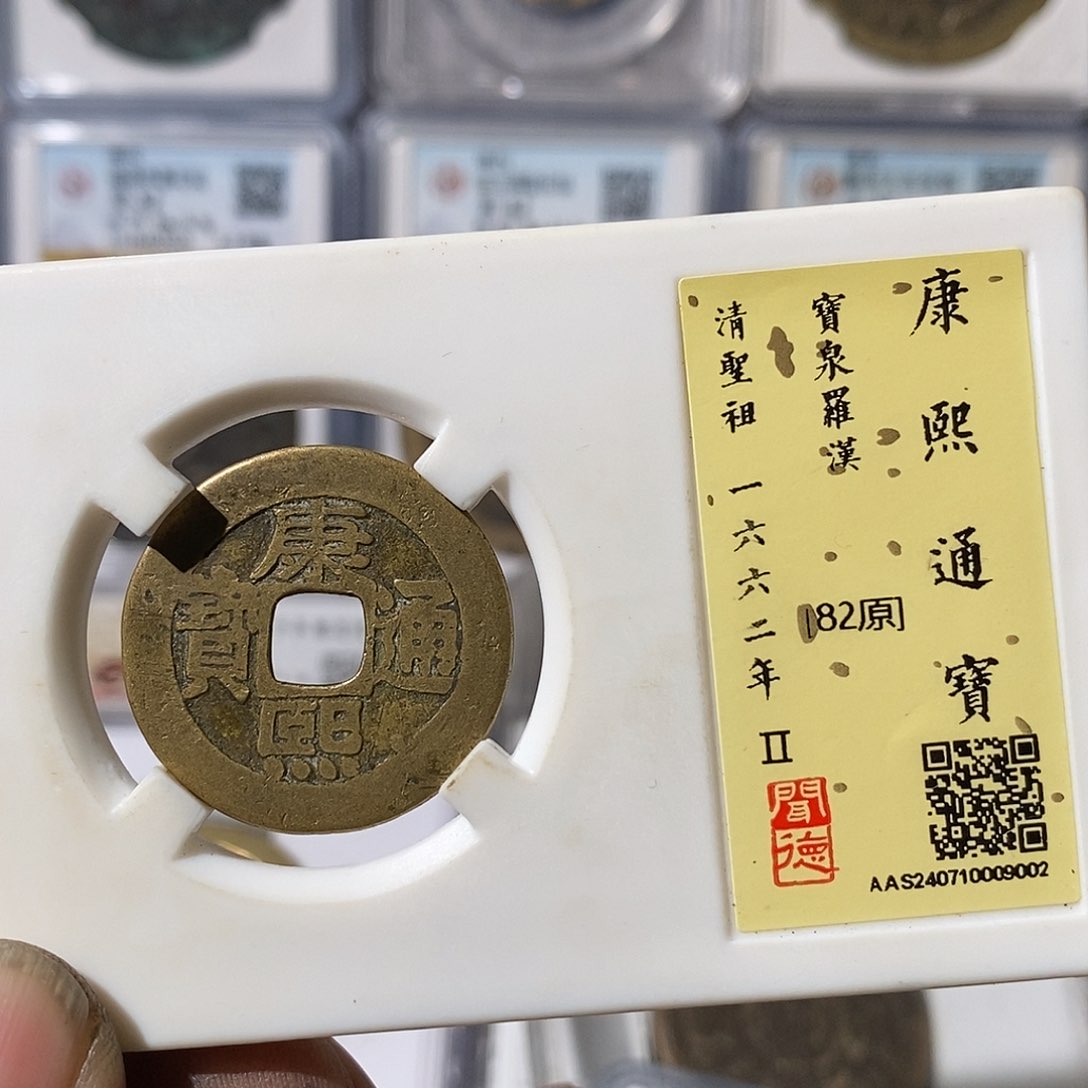 康
通
寶
熙
康熙通寶
寶泉羅漢
清聖祖 一六六二年 II
82原
聞德
AAS240710009002